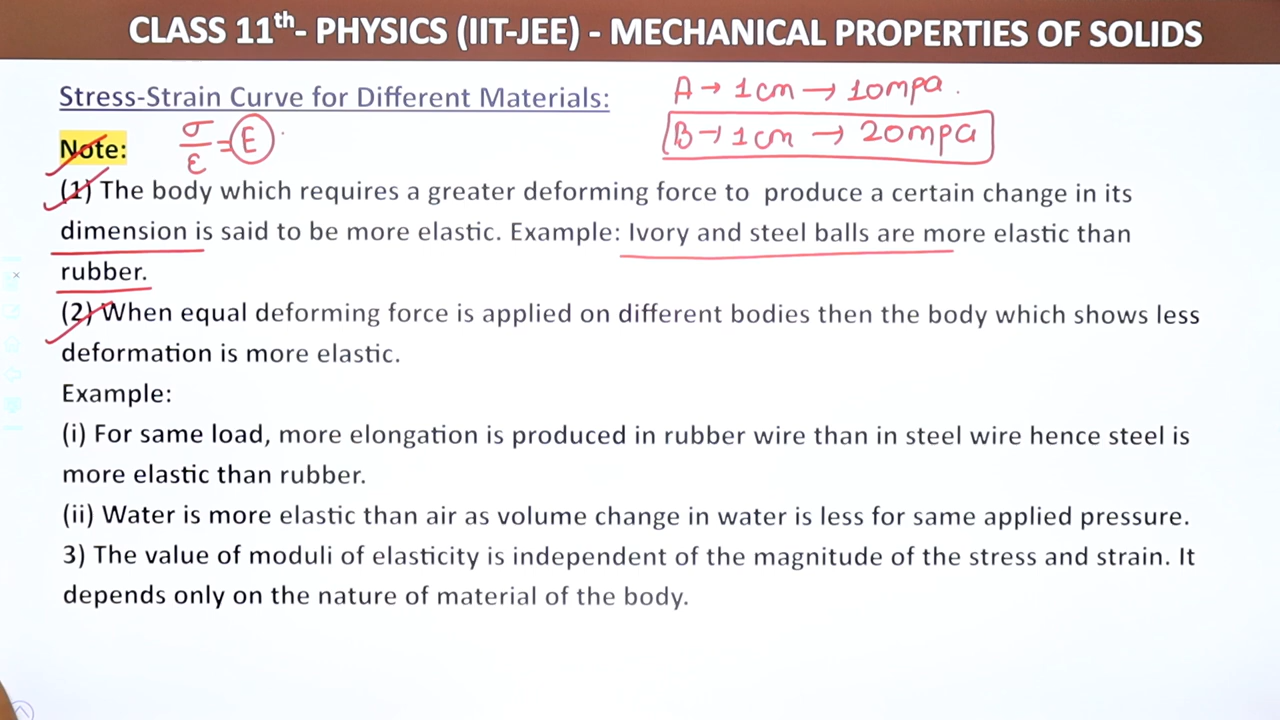 CLASS 11th- PHYSICS (IIT-JEE) - MECHANICAL PROPERTIES OF SOLIDS
Stress-Strain Curve for Different Materials:
A → 1cm → 10mpa.
B → 1cm → 20mpa
Note:
σ/ε = E
(1) The body which requires a greater deforming force to produce a certain change in its
dimension is said to be more elastic. Example: Ivory and steel balls are more elastic than
rubber.
(2) When equal deforming force is applied on different bodies then the body which shows less
deformation is more elastic.
Example:
(i) For same load, more elongation is produced in rubber wire than in steel wire hence steel is
more elastic than rubber.
(ii) Water is more elastic than air as volume change in water is less for same applied pressure.
3) The value of moduli of elasticity is independent of the magnitude of the stress and strain. It
depends only on the nature of material of the body.